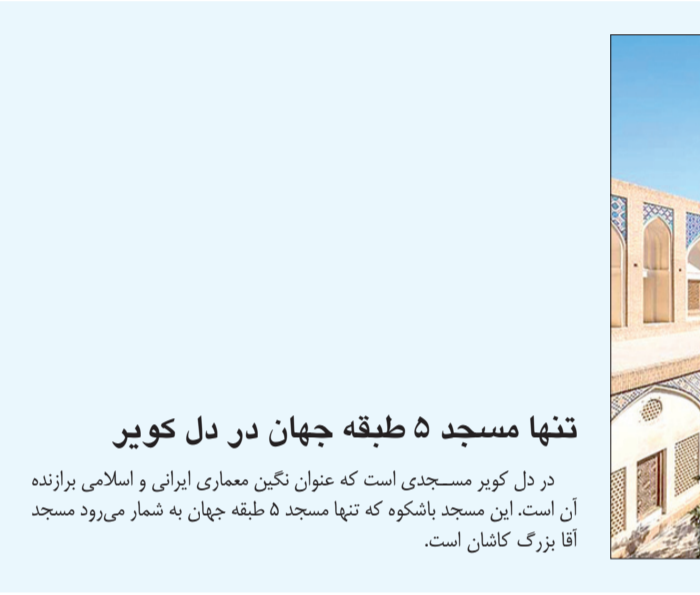 تنها مسجد ۵ طبقه جهان در دل کویر
در دل کویر مســجدی است که عنوان نگین معماری ایرانی و اسلامی برازنده
آن است. این مسجد باشکوه که تنها مسجد ۵ طبقه جهان به شمار می‌رود مسجد
آقا بزرگ کاشان است.